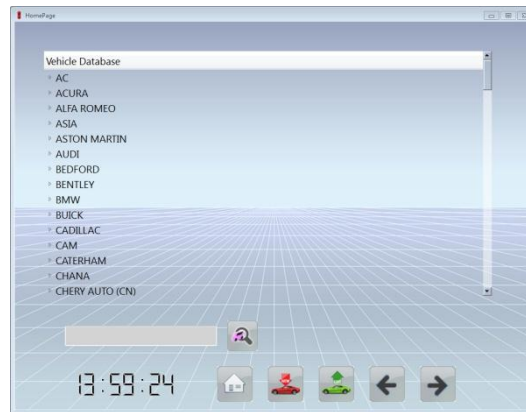 HomePage
Vehicle Database
AC
ACURA
ALFA ROMEO
ASIA
ASTON MARTIN
AUDI
BEDFORD
BENTLEY
BMW
BUICK
CADILLAC
CAM
CATERHAM
CHANA
CHERY AUTO (CN)
13:59:24